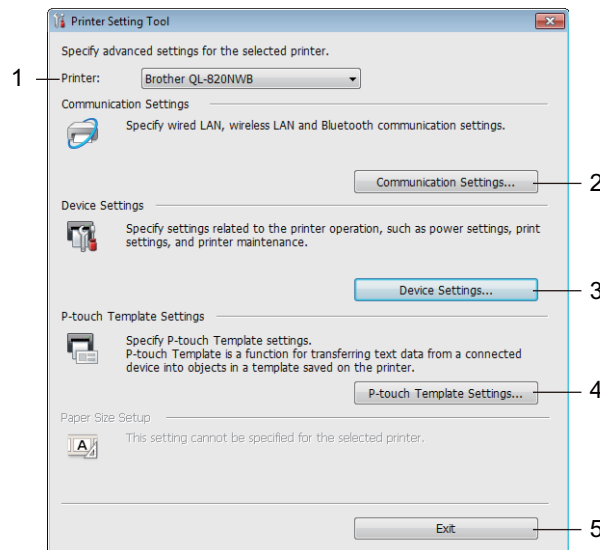 Printer Setting Tool
Specify advanced settings for the selected printer.
1
Printer:
Brother QL-820NWB
Communication Settings
Specify wired LAN, wireless LAN and Bluetooth communication settings.
Communication Settings...
2
Device Settings
Specify settings related to the printer operation, such as power settings, print
settings, and printer maintenance.
Device Settings...
3
P-touch Template Settings
Specify P-touch Template settings.
P-touch Template is a function for transferring text data from a connected
device into objects in a template saved on the printer.
P-touch Template Settings...
4
Paper Size Setup
A
This setting cannot be specified for the selected printer.
Exit
5